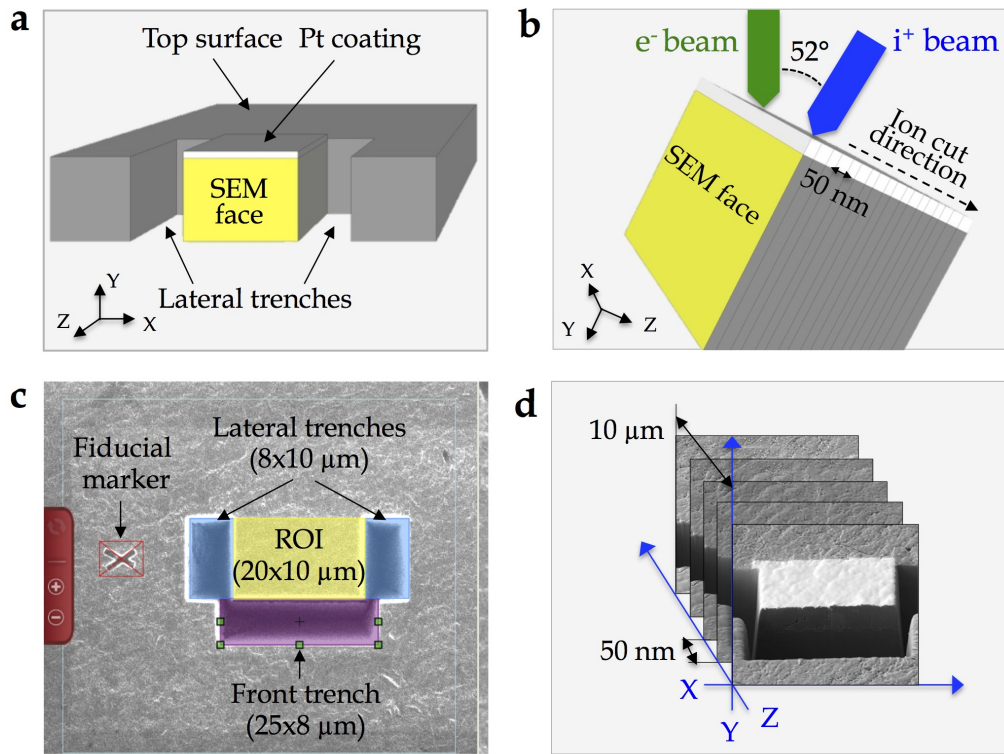 a
Top surface
Pt coating
SEM
face
Lateral trenches
Y
Z
X
b
e- beam
52°
i+ beam
Ion cut
direction
SEM face
50 nm
X
Y
Z
c
Lateral trenches
(8x10 µm)
Fiducial
marker
ROI
(20x10 µm)
Front trench
(25x8 µm)
d
10 µm
50 nm
X
Y
Z